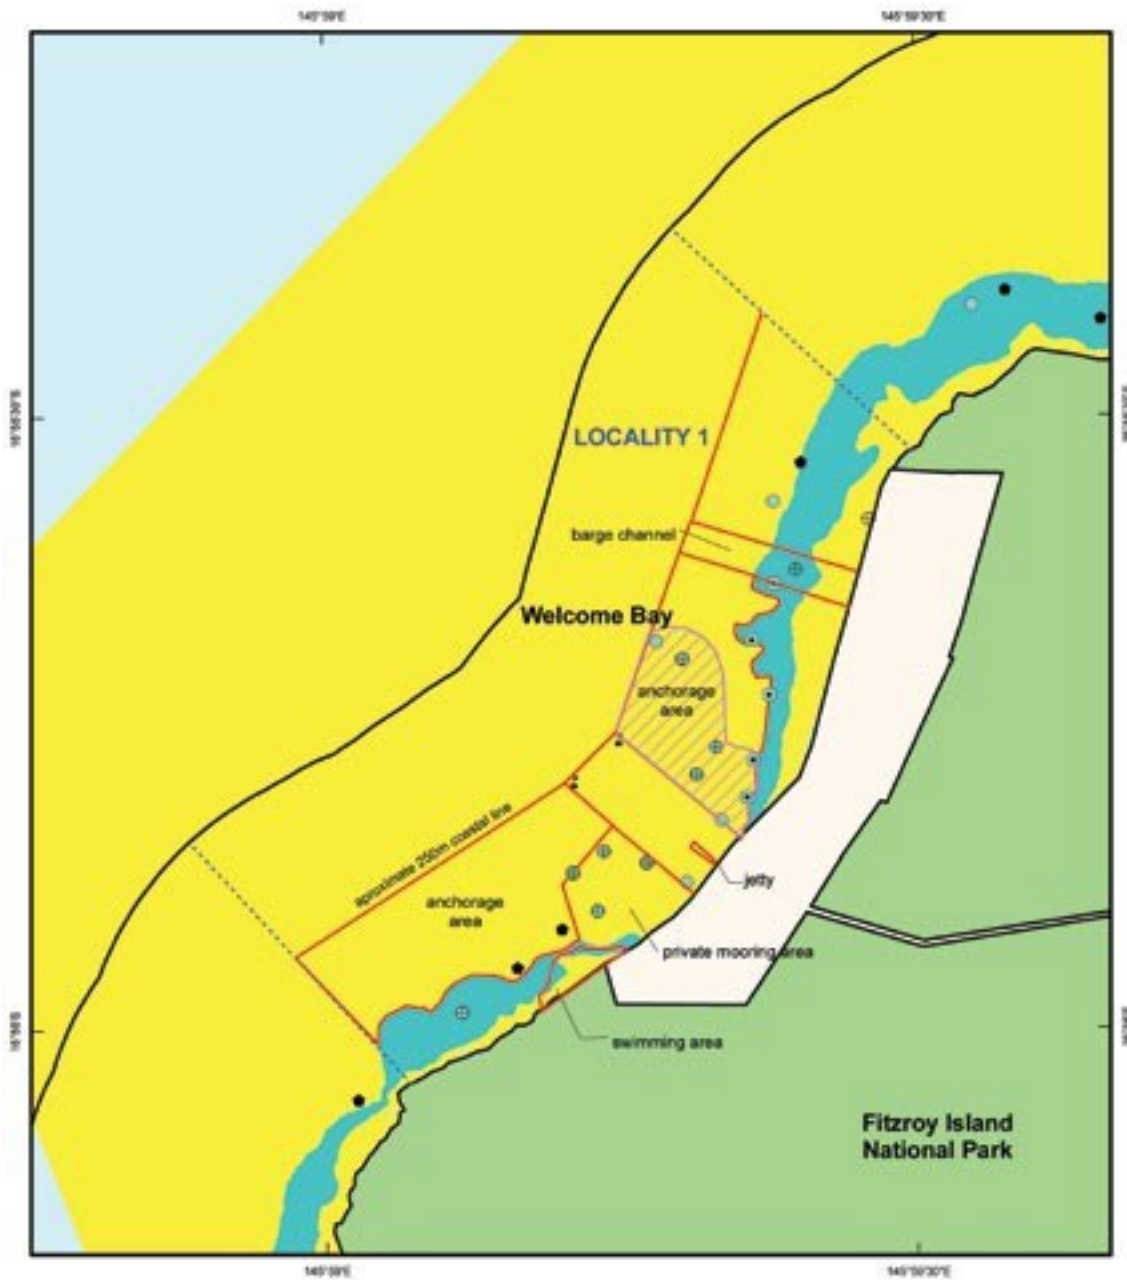 145°59'E
145°59'30"E
LOCALITY 1
barge channel
Welcome Bay
anchorage
area
aproximate 250m coastal line
anchorage
area
jetty
private mooring area
swimming area
Fitzroy Island
National Park
145°59'E
145°59'30"E